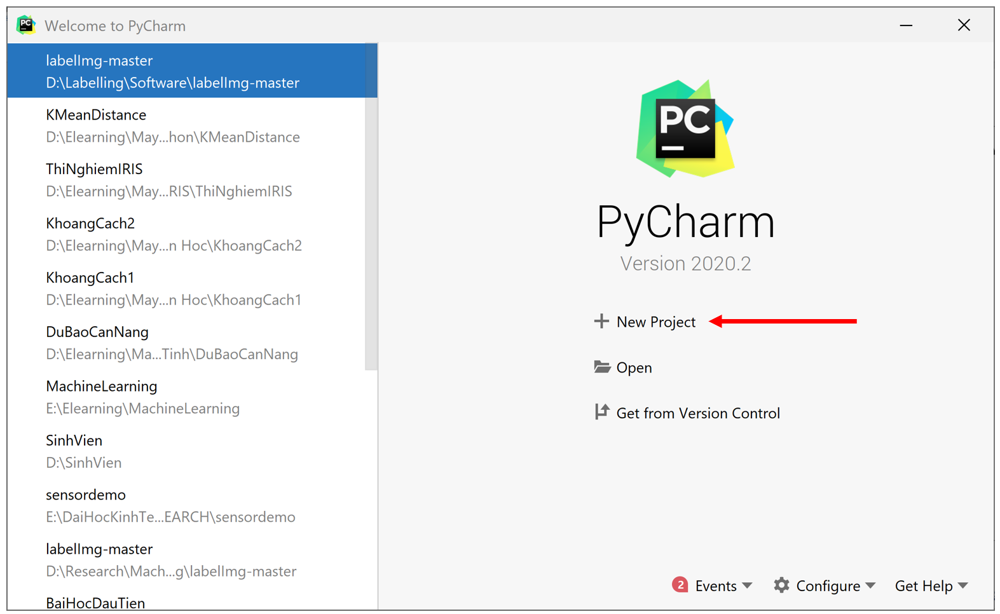 PC
Welcome to PyCharm
labelImg-master
D:\Labelling\Software\labelImg-master
KMeanDistance
D:\Elearning\May...hon\KMeanDistance
ThiNghiemIRIS
D:\Elearning\May...RIS\ThiNghiemIRIS
KhoangCach2
D:\Elearning\May...n Hoc\KhoangCach2
KhoangCach1
D:\Elearning\May...n Hoc\KhoangCach1
DuBaoCanNang
D:\Elearning\Ma...Tinh\DuBaoCanNang
MachineLearning
E:\Elearning\MachineLearning
SinhVien
D:\SinhVien
sensordemo
E:\DaiHocKinhTe...EARCH\sensordemo
labelImg-master
D:\Research\Mach...g\labelImg-master
BaiHocDauTien
PC
PyCharm
Version 2020.2
New Project
Open
Get from Version Control
2 Events Configure Get Help